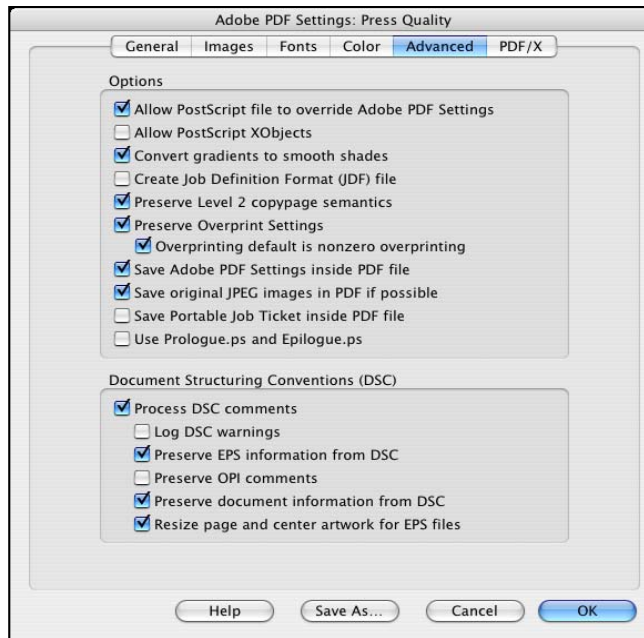 Adobe PDF Settings: Press Quality
General Images Fonts Color Advanced PDF/X
Options
Allow PostScript file to override Adobe PDF Settings
Allow PostScript XObjects
Convert gradients to smooth shades
Create Job Definition Format (JDF) file
Preserve Level 2 copypage semantics
Preserve Overprint Settings
Overprinting default is nonzero overprinting
Save Adobe PDF Settings inside PDF file
Save original JPEG images in PDF if possible
Save Portable Job Ticket inside PDF file
Use Prologue.ps and Epilogue.ps
Document Structuring Conventions (DSC)
Process DSC comments
Log DSC warnings
Preserve EPS information from DSC
Preserve OPI comments
Preserve document information from DSC
Resize page and center artwork for EPS files
Help Save As... Cancel OK